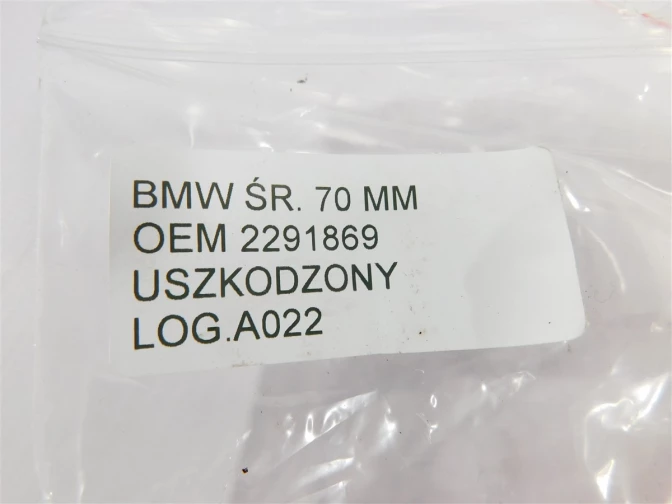 BMW ŚR. 70 MM
OEM 2291869
USZKODZONY
LOG.A022